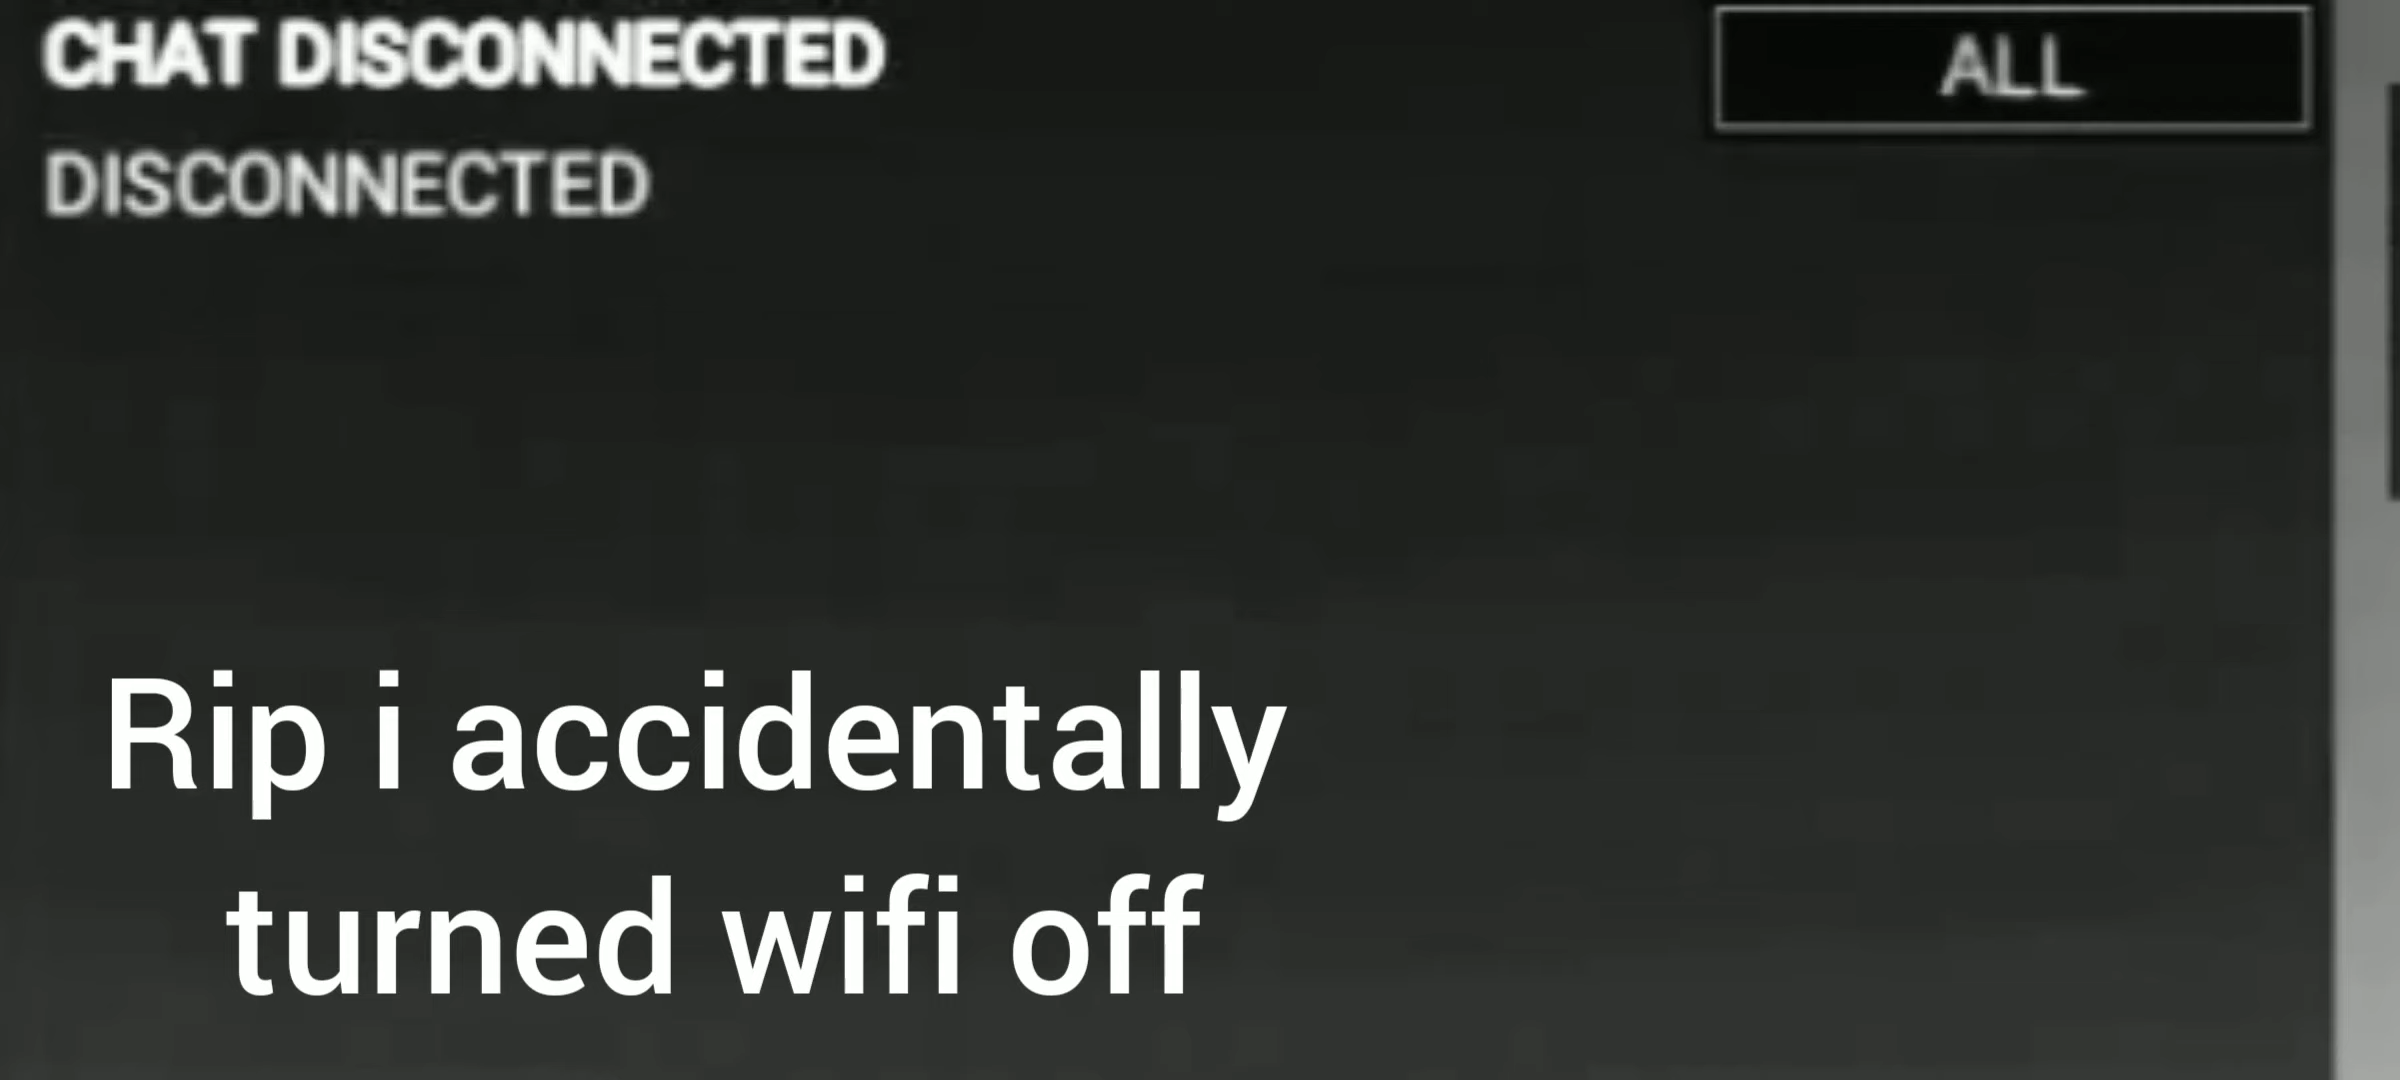 CHAT DISCONNECTED
ALL
DISCONNECTED
Rip i accidentally
turned wifi off